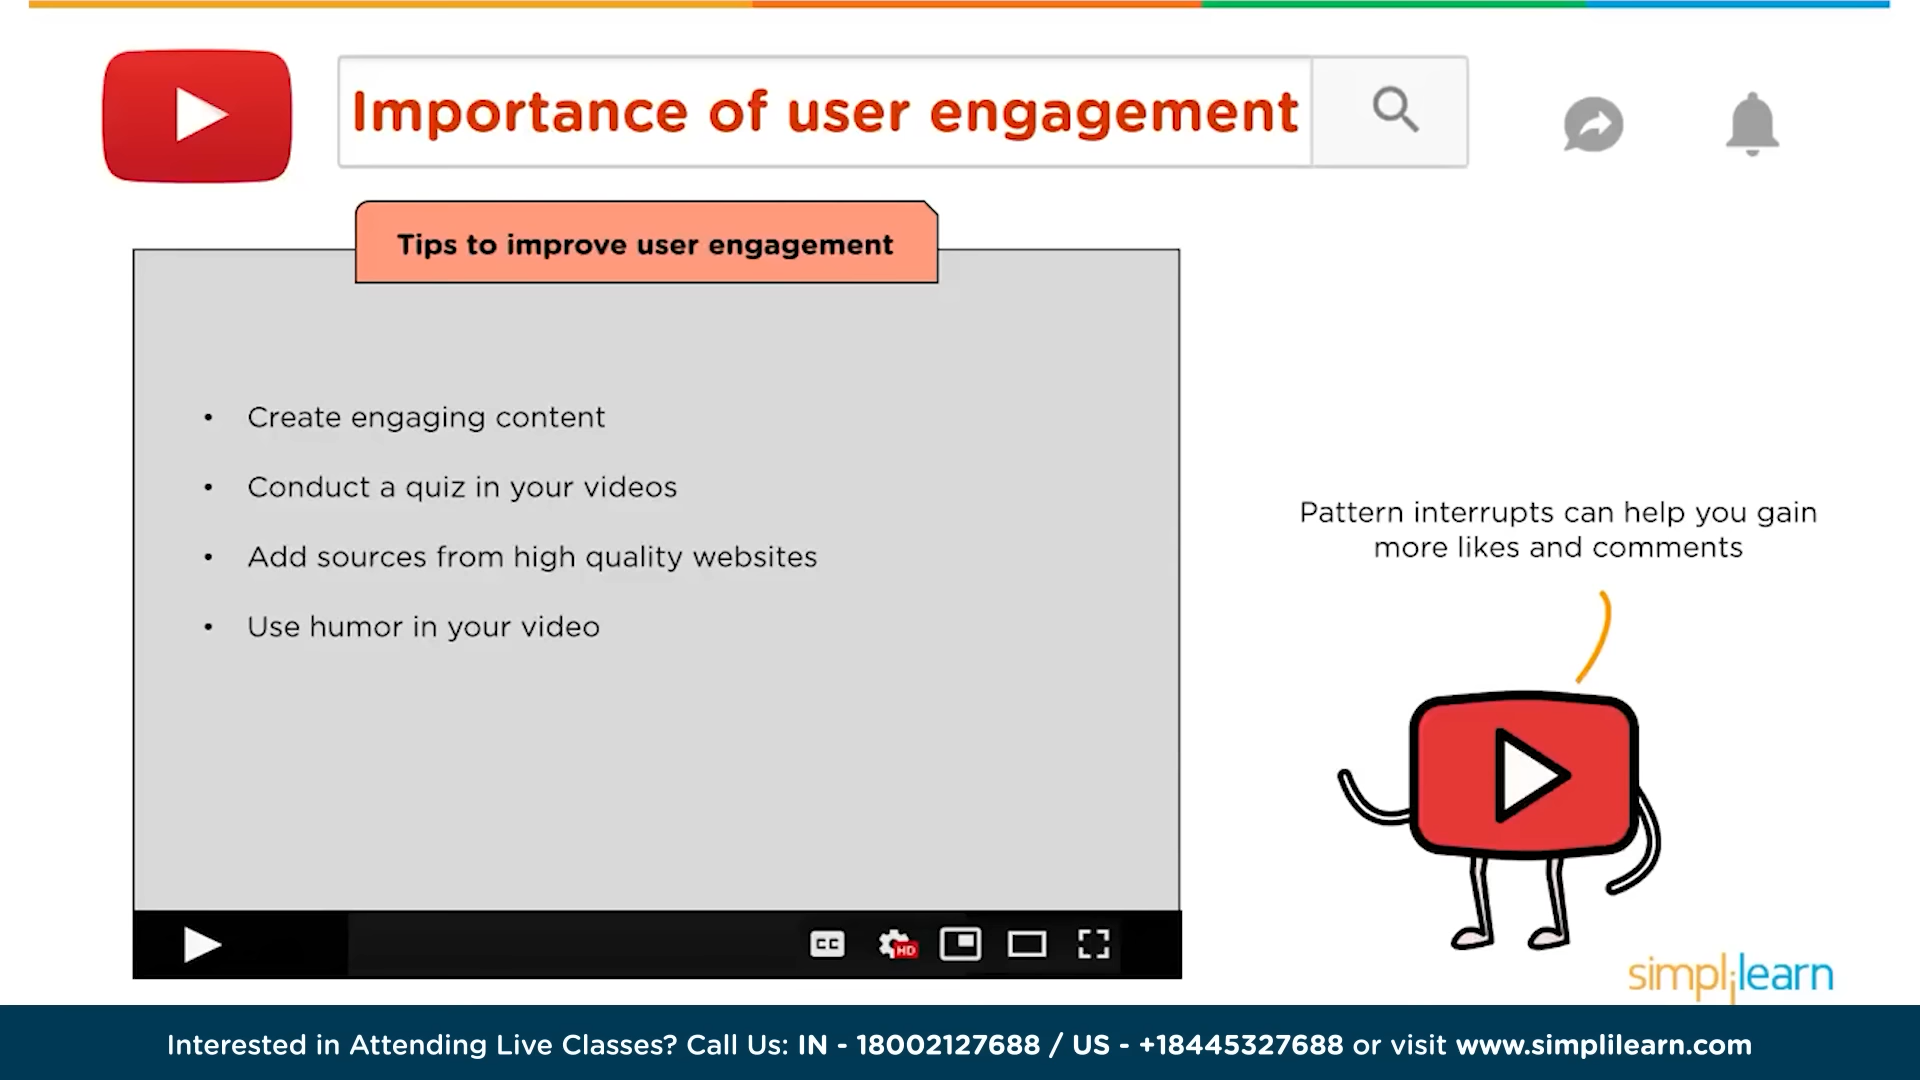 Importance of user engagement
Tips to improve user engagement
• Create engaging content
• Conduct a quiz in your videos
• Add sources from high quality websites
• Use humor in your video
Pattern interrupts can help you gain
more likes and comments
CC
HD
simplilearn
Interested in Attending Live Classes? Call Us: IN - 18002127688 / US - +18445327688 or visit www.simplilearn.com